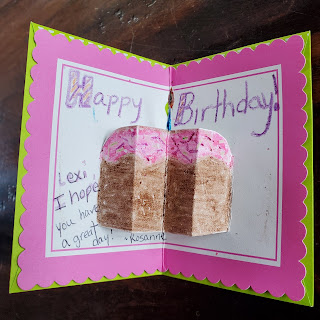 Happy Birthday!
Lexi,
I hope
you have
a great
day! -Rosanne